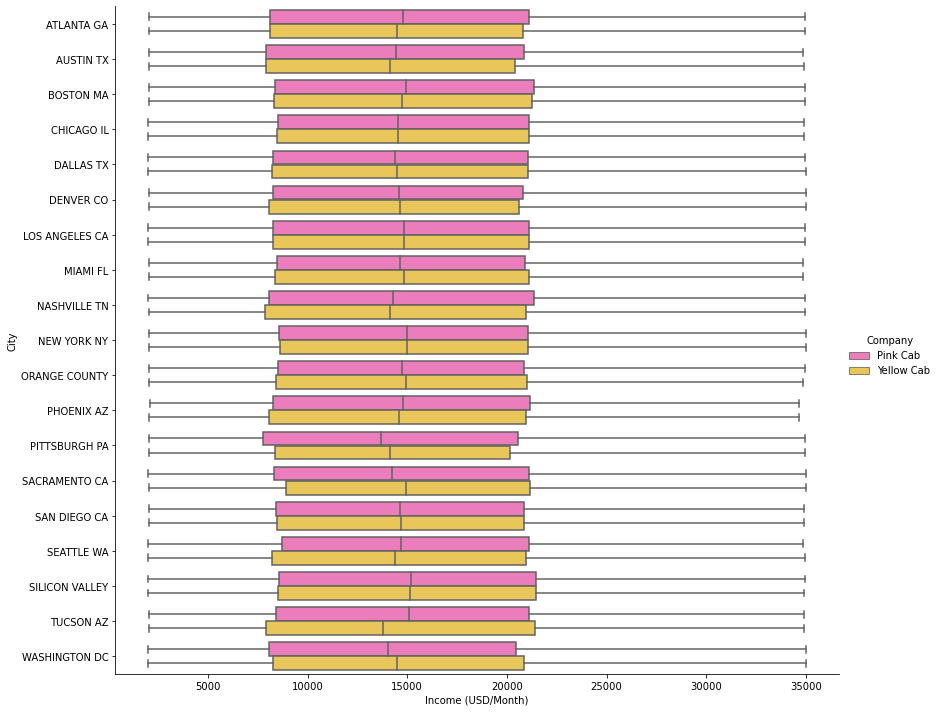 ATLANTA GA
AUSTIN TX
BOSTON MA
CHICAGO IL
DALLAS TX
DENVER CO
LOS ANGELES CA
MIAMI FL
NASHVILLE TN
NEW YORK NY
ORANGE COUNTY
PHOENIX AZ
PITTSBURGH PA
SACRAMENTO CA
SAN DIEGO CA
SEATTLE WA
SILICON VALLEY
TUCSON AZ
WASHINGTON DC
City
5000 10000 15000 20000 25000 30000 35000
Income (USD/Month)
Company
Pink Cab
Yellow Cab